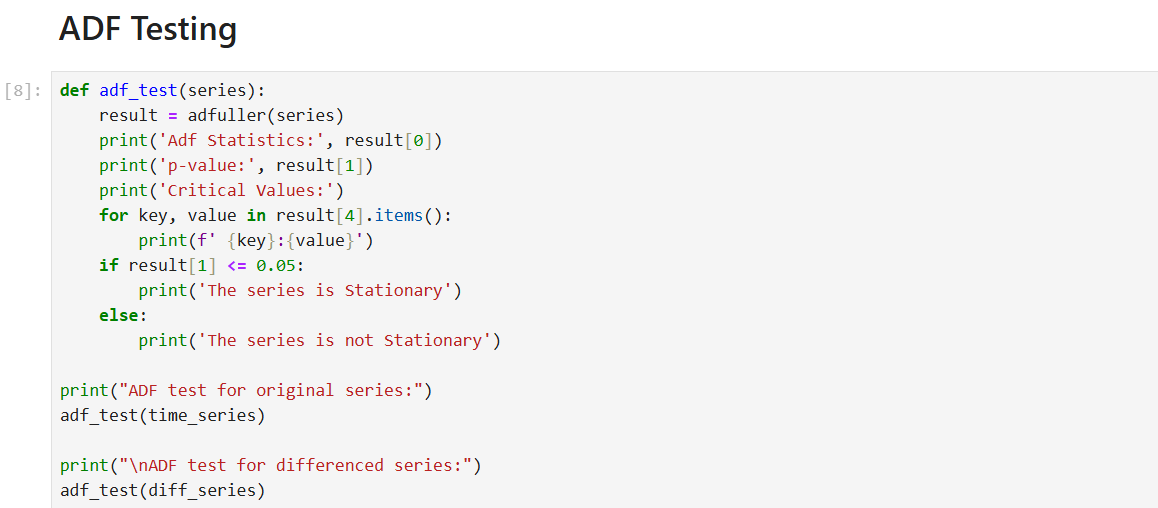 ADF Testing
[8]:
def adf_test(series):
    result = adfuller(series)
    print('Adf Statistics:', result[0])
    print('p-value:', result[1])
    print('Critical Values:')
    for key, value in result[4].items():
        print(f' {key}:{value}')
    if result[1] <= 0.05:
        print('The series is Stationary')
    else:
        print('The series is not Stationary')

print("ADF test for original series:")
adf_test(time_series)

print("\nADF test for differenced series:")
adf_test(diff_series)